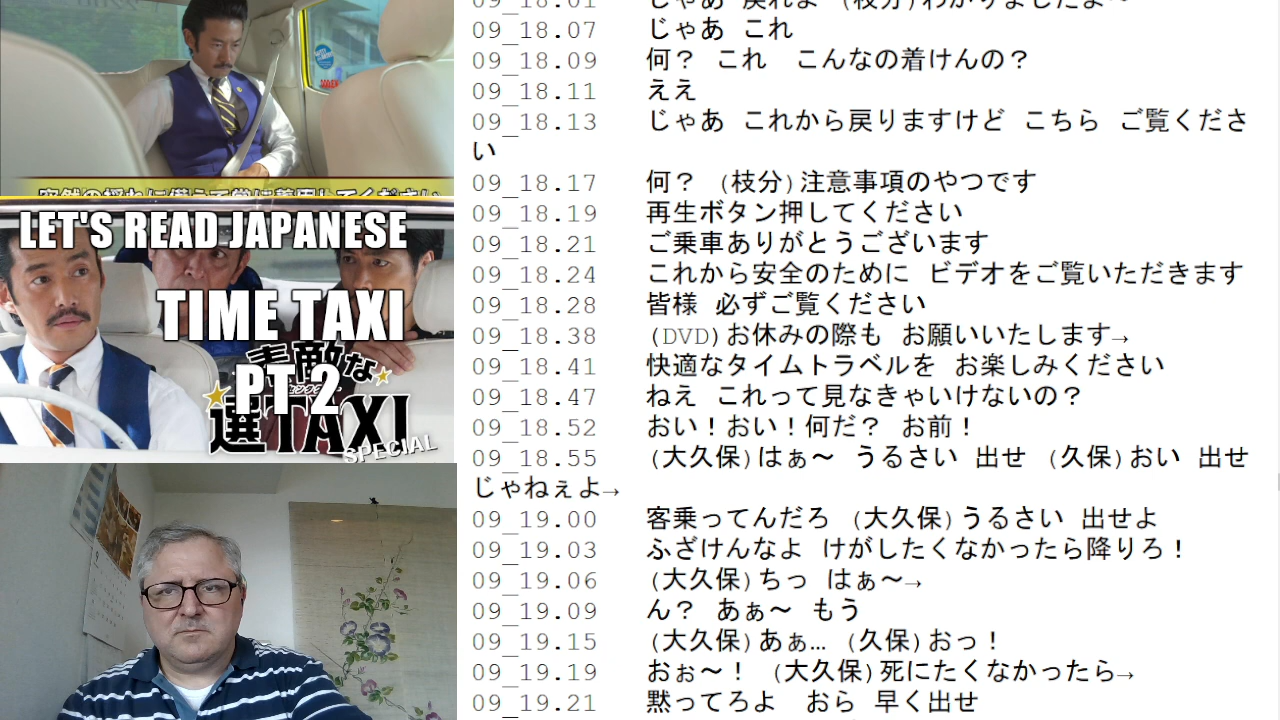 LET'S READ JAPANESE
TIME TAXI
PT 2
素敵な
選TAXI
SPECIAL
09_18.01 じゃあ 戻れよ (枝分)わかりましたよ〜
09_18.07 じゃあ これ
09_18.09 何? これ こんなの着けんの?
09_18.11 ええ
09_18.13 じゃあ これから戻りますけど こちら ご覧くださ
い
09_18.17 何? (枝分)注意事項のやつです
09_18.19 再生ボタン押してください
09_18.21 ご乗車ありがとうございます
09_18.24 これから安全のために ビデオをご覧いただきます
09_18.28 皆様 必ずご覧ください
09_18.38 (DVD)お休みの際も お願いいたします→
09_18.41 快適なタイムトラベルを お楽しみください
09_18.47 ねえ これって見なきゃいけないの?
09_18.52 おい!おい!何だ? お前!
09_18.55 (大久保)はぁ〜 うるさい 出せ (久保)おい 出せ
じゃねぇよ→
09_19.00 客乗ってんだろ (大久保)うるさい 出せよ
09_19.03 ふざけんなよ けがしたくなかったら降りろ!
09_19.06 (大久保)ちっ はぁ〜→
09_19.09 ん? あぁ〜 もう
09_19.15 (大久保)あぁ… (久保)おっ!
09_19.19 おぉ〜! (大久保)死にたくなかったら→
09_19.21 黙ってろよ おら 早く出せ